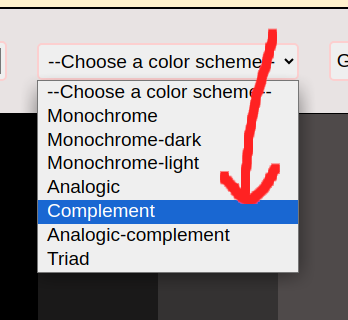 --Choose a color scheme--
G
--Choose a color scheme--
Monochrome
Monochrome-dark
Monochrome-light
Analogic
Complement
Analogic-complement
Triad